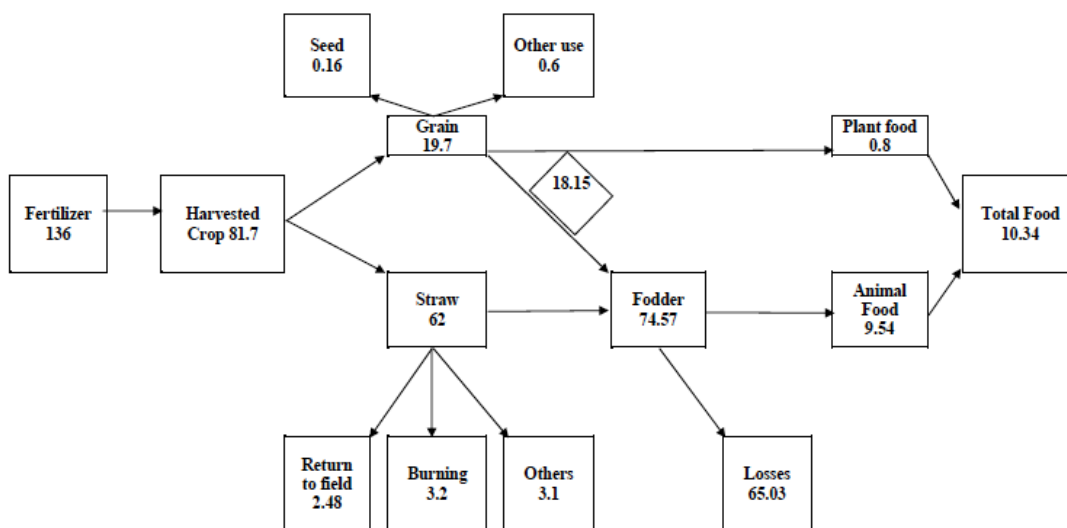 Seed
0.16
Other use
0.6
Grain
19.7
Plant food
0.8
18.15
Fertilizer
136
Harvested
Crop 81.7
Total Food
10.34
Straw
62
Fodder
74.57
Animal
Food
9.54
Return
to field
2.48
Burning
3.2
Others
3.1
Losses
65.03